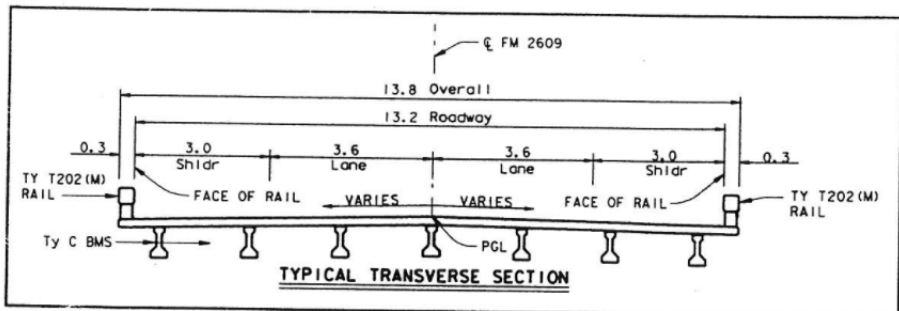 ℄ FM 2609
13.8 Overall
13.2 Roadway
0.3 3.0 3.6 3.6 3.0 0.3
Shldr Lane Lane Shldr
TY T202(M)
RAIL
FACE OF RAIL
VARIES VARIES
FACE OF RAIL
TY T202(M)
RAIL
Ty C BMS
PGL
TYPICAL TRANSVERSE SECTION